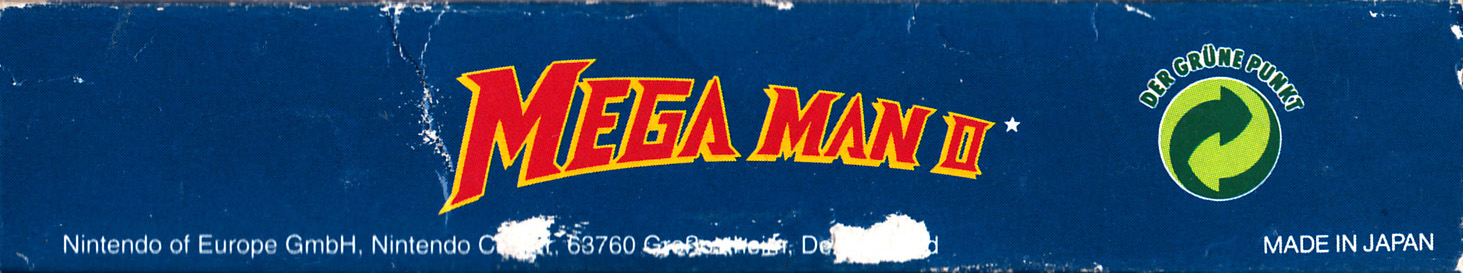 MEGA MAN II
DER GRÜNE PUNKT
Nintendo of Europe GmbH, Nintendo 63760
MADE IN JAPAN